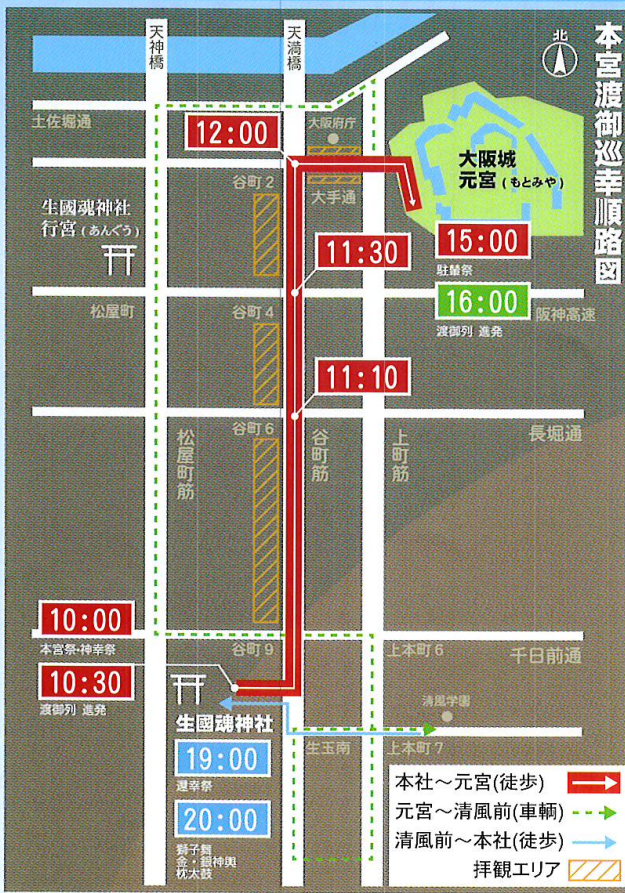 本宮渡御巡幸順路図
北
天神橋
天満橋
土佐堀通
大阪府庁
12:00
大阪城
元宮(もとみや)
谷町2
大手通
生國魂神社
行宮(あんぐう)
11:30
15:00
駐輦祭
16:00
渡御列 進発
松屋町
谷町4
阪神高速
11:10
谷町6
長堀通
松屋町筋
谷町筋
上町筋
10:00
本宮祭・神幸祭
谷町9
上本町6
千日前通
10:30
渡御列 進発
生國魂神社
清風学園
生玉南
上本町7
19:00
還幸祭
20:00
獅子舞
金・銀神輿
枕太鼓
本社～元宮(徒歩)
元宮～清風前(車輌)
清風前～本社(徒歩)
拝観エリア